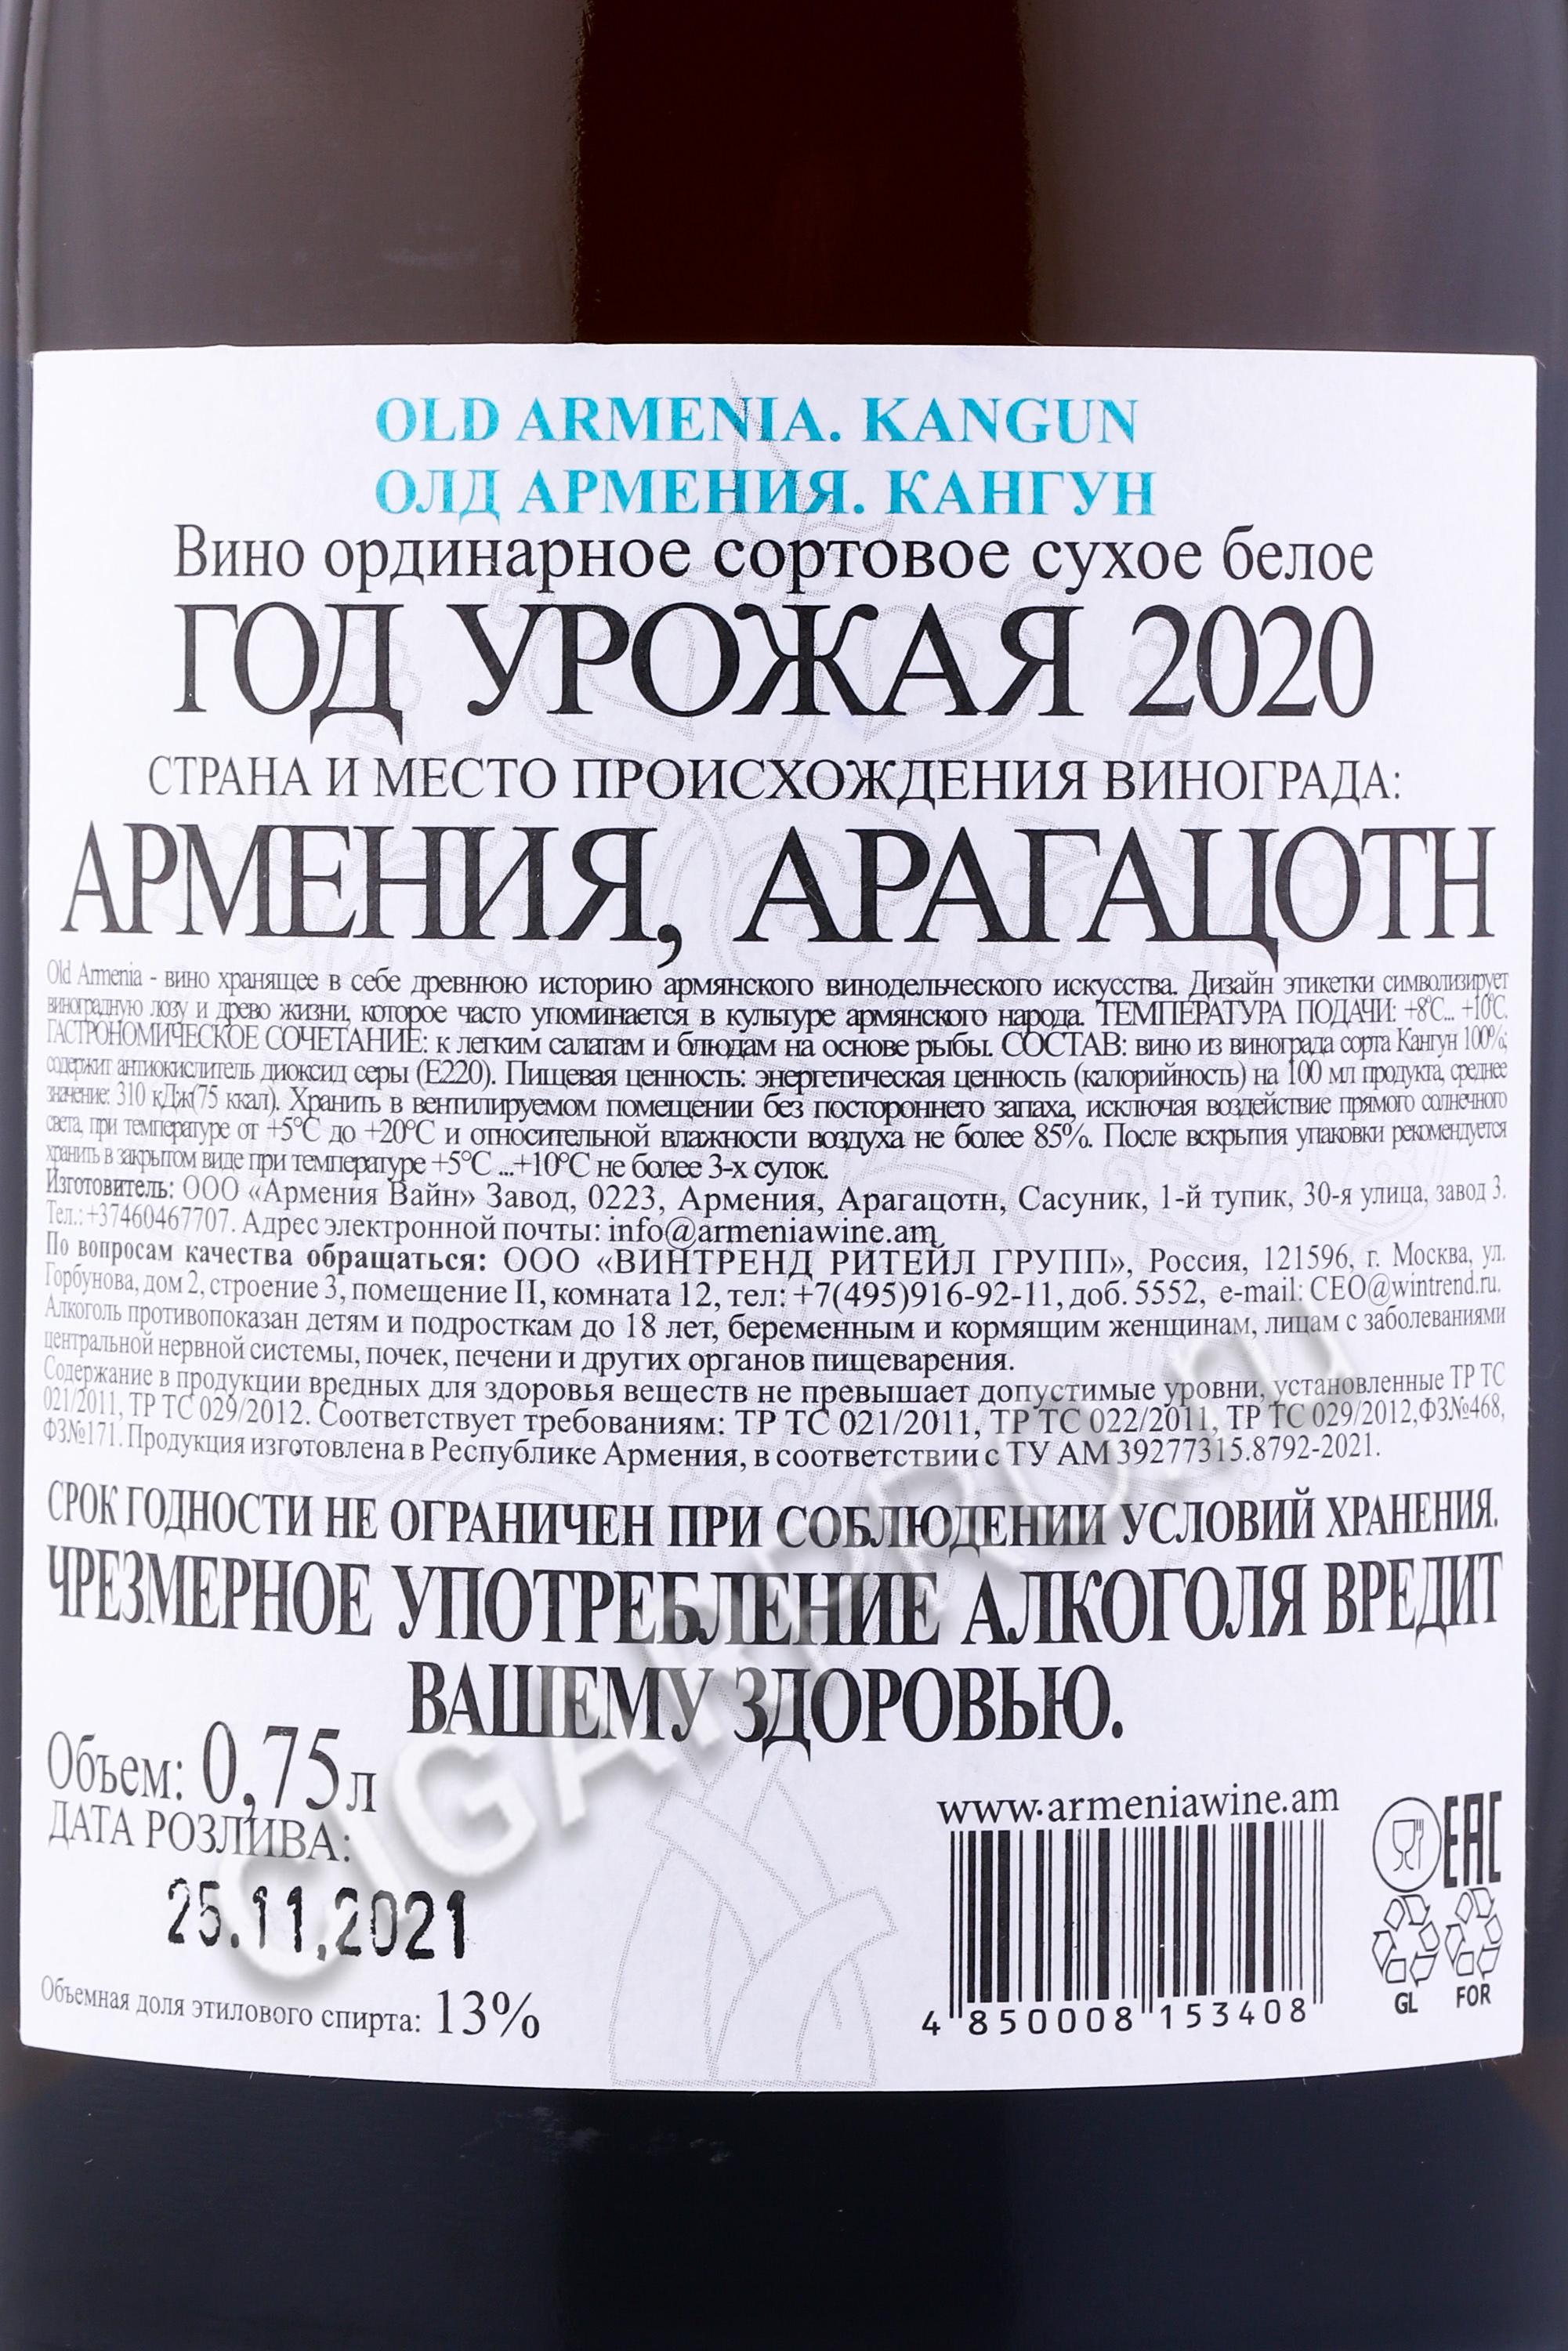 OLD ARMENIA. KANGUN
ОЛД АРМЕНИЯ. КАНГУН
Вино ординарное сортовое сухое белое
ГОД УРОЖАЯ 2020
СТРАНА И МЕСТО ПРОИСХОЖДЕНИЯ ВИНОГРАДА:
АРМЕНИЯ, АРАГАЦОТН
Old Armenia - вино хранящее в себе древнюю историю армянского винодельческого искусства. Дизайн этикетки символизирует
виноградную лозу и древо жизни, которое часто упоминается в культуре армянского народа. ТЕМПЕРАТУРА ПОДАЧИ: +8°С... +10°С.
ГАСТРОНОМИЧЕСКОЕ СОЧЕТАНИЕ: к легким салатам и блюдам на основе рыбы. СОСТАВ: вино из винограда сорта Кангун 100%;
содержит антиокислитель диоксид серы (Е220). Пищевая ценность: энергетическая ценность (калорийность) на 100 мл продукта, среднее
значение: 310 кДж(75 ккал). Хранить в вентилируемом помещении без постороннего запаха, исключая воздействие прямого солнечного
света, при температуре от +5°С до +20°С и относительной влажности воздуха не более 85%. После вскрытия упаковки рекомендуется
хранить в закрытом виде при температуре +5°С ...+10°С не более 3-х суток.
Изготовитель: ООО «Армения Вайн» Завод, 0223, Армения, Арагацотн, Сасуник, 1-й тупик, 30-я улица, завод 3.
Тел.: +37460467707. Адрес электронной почты: info@armeniawine.am
По вопросам качества обращаться: ООО «ВИНТРЕНД РИТЕЙЛ ГРУПП», Россия, 121596, г. Москва, ул.
Горбунова, дом 2, строение 3, помещение II, комната 12, тел: +7(495)916-92-11, доб. 5552, e-mail: CEO@wintrend.ru.
Алкоголь противопоказан детям и подросткам до 18 лет, беременным и кормящим женщинам, лицам с заболеваниями
центральной нервной системы, почек, печени и других органов пищеварения.
Содержание в продукции вредных для здоровья веществ не превышает допустимые уровни, установленные ТР ТС
021/2011, ТР ТС 029/2012. Соответствует требованиям: ТР ТС 021/2011, ТР ТС 022/2011, ТР ТС 029/2012,ФЗ№468,
ФЗ№171. Продукция изготовлена в Республике Армения, в соответствии с ТУ АМ 39277315.8792-2021.
СРОК ГОДНОСТИ НЕ ОГРАНИЧЕН ПРИ СОБЛЮДЕНИИ УСЛОВИЙ ХРАНЕНИЯ.
ЧРЕЗМЕРНОЕ УПОТРЕБЛЕНИЕ АЛКОГОЛЯ ВРЕДИТ
ВАШЕМУ ЗДОРОВЬЮ.
Объем: 0,75л
ДАТА РОЗЛИВА:
25.11.2021
Объемная доля этилового спирта: 13%
www.armeniawine.am
4 850008 153408
EAC
GL FOR
CIGARPRO.ru